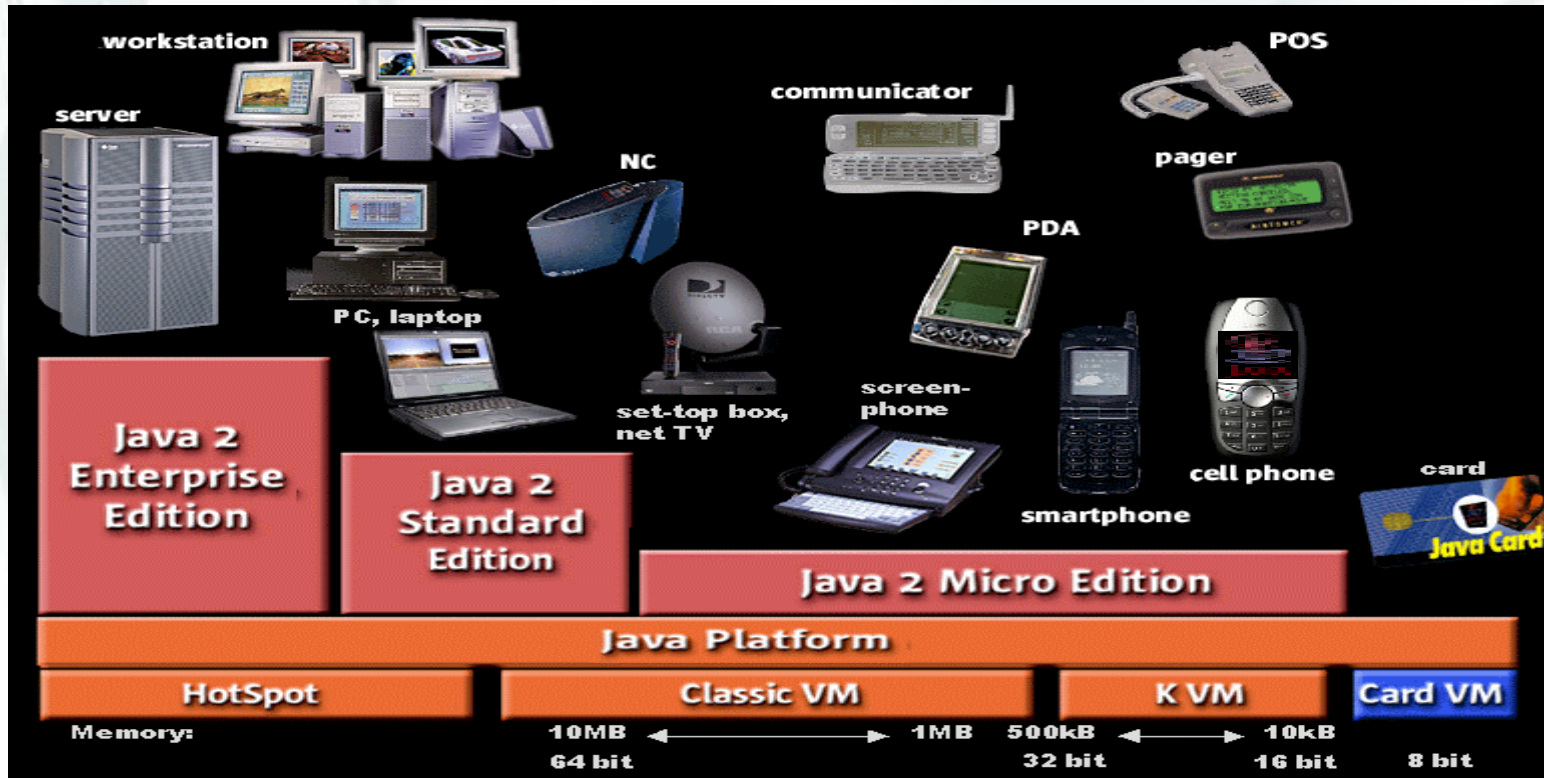 workstation
server
NC
communicator
POS
pager
PDA
PC, laptop
DIRECTV
RCA
set-top box,
net TV
screen-
phone
smartphone
cell phone
card
Java Card
Java 2
Enterprise
Edition
Java 2
Standard
Edition
Java 2 Micro Edition
Java Platform
HotSpot
Classic VM
K VM
Card VM
Memory:
10MB
1MB
500kB
10kB
64 bit
32 bit
16 bit
8 bit